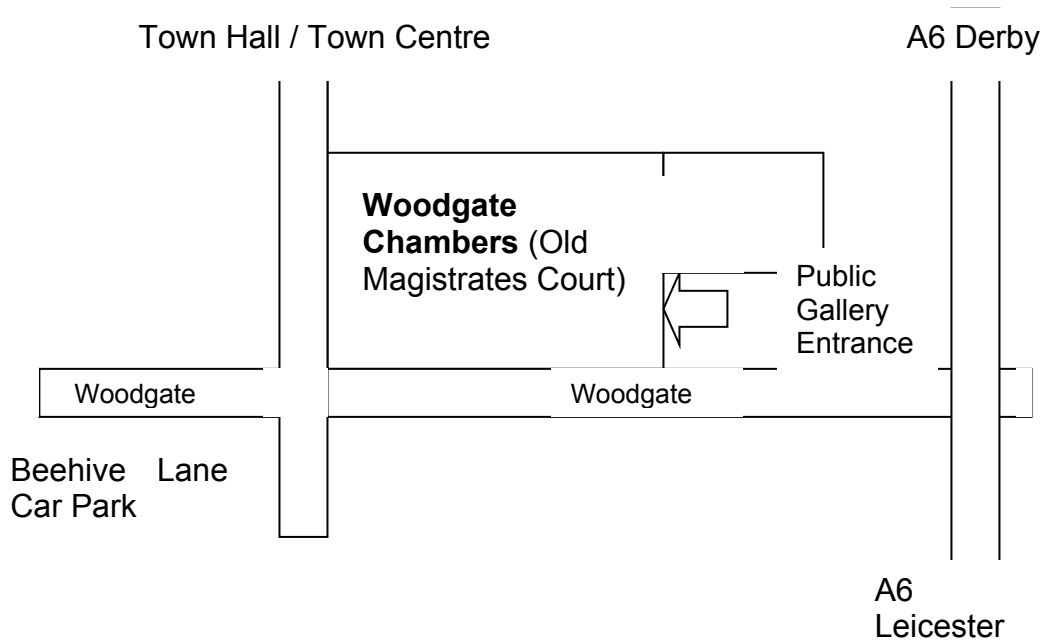 Town Hall / Town Centre
A6 Derby
Woodgate
Chambers (Old
Magistrates Court)
Public
Gallery
Entrance
Woodgate
Woodgate
Beehive Lane
Car Park
A6
Leicester